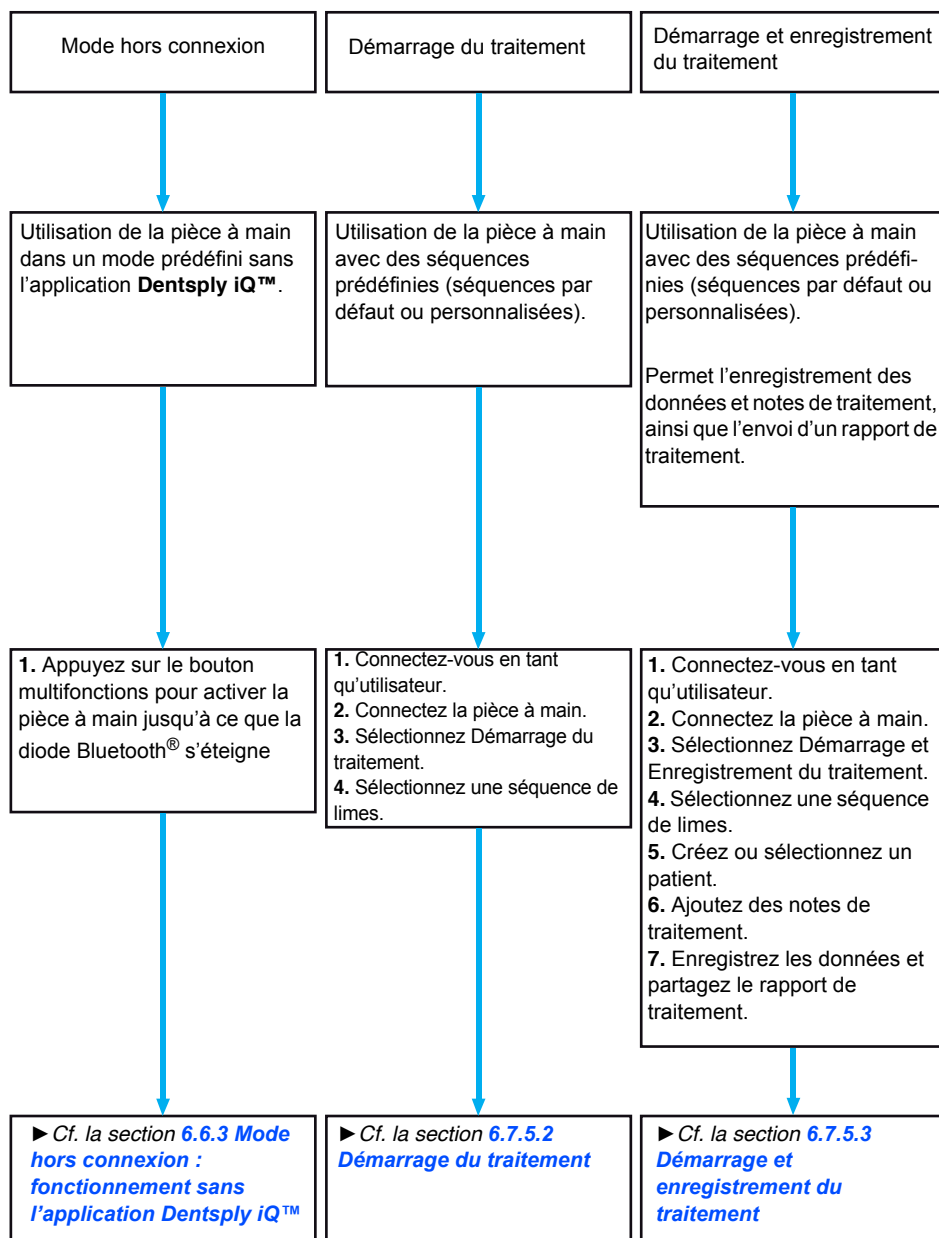 Mode hors connexion
Démarrage du traitement
Démarrage et enregistrement
du traitement
Utilisation de la pièce à main
dans un mode prédéfini sans
l'application Dentsply iQ™.
Utilisation de la pièce à main
avec des séquences
prédéfinies (séquences par
défaut ou personnalisées).
Utilisation de la pièce à main
avec des séquences prédéfi-
nies (séquences par défaut ou
personnalisées).
Permet l'enregistrement des
données et notes de traitement,
ainsi que l'envoi d'un rapport de
traitement.
1. Appuyez sur le bouton
multifonctions pour activer la
pièce à main jusqu'à ce que la
diode Bluetooth® s'éteigne
1. Connectez-vous en tant
qu'utilisateur.
2. Connectez la pièce à main.
3. Sélectionnez Démarrage du
traitement.
4. Sélectionnez une séquence de
limes.
1. Connectez-vous en tant
qu'utilisateur.
2. Connectez la pièce à main.
3. Sélectionnez Démarrage et
Enregistrement du traitement.
4. Sélectionnez une séquence
de limes.
5. Créez ou sélectionnez un
patient.
6. Ajoutez des notes de
traitement.
7. Enregistrez les données et
partagez le rapport de
traitement.
►Cf. la section 6.6.3 Mode
hors connexion :
fonctionnement sans
l'application Dentsply iQ™
►Cf. la section 6.7.5.2
Démarrage du traitement
►Cf. la section 6.7.5.3
Démarrage et
enregistrement du
traitement